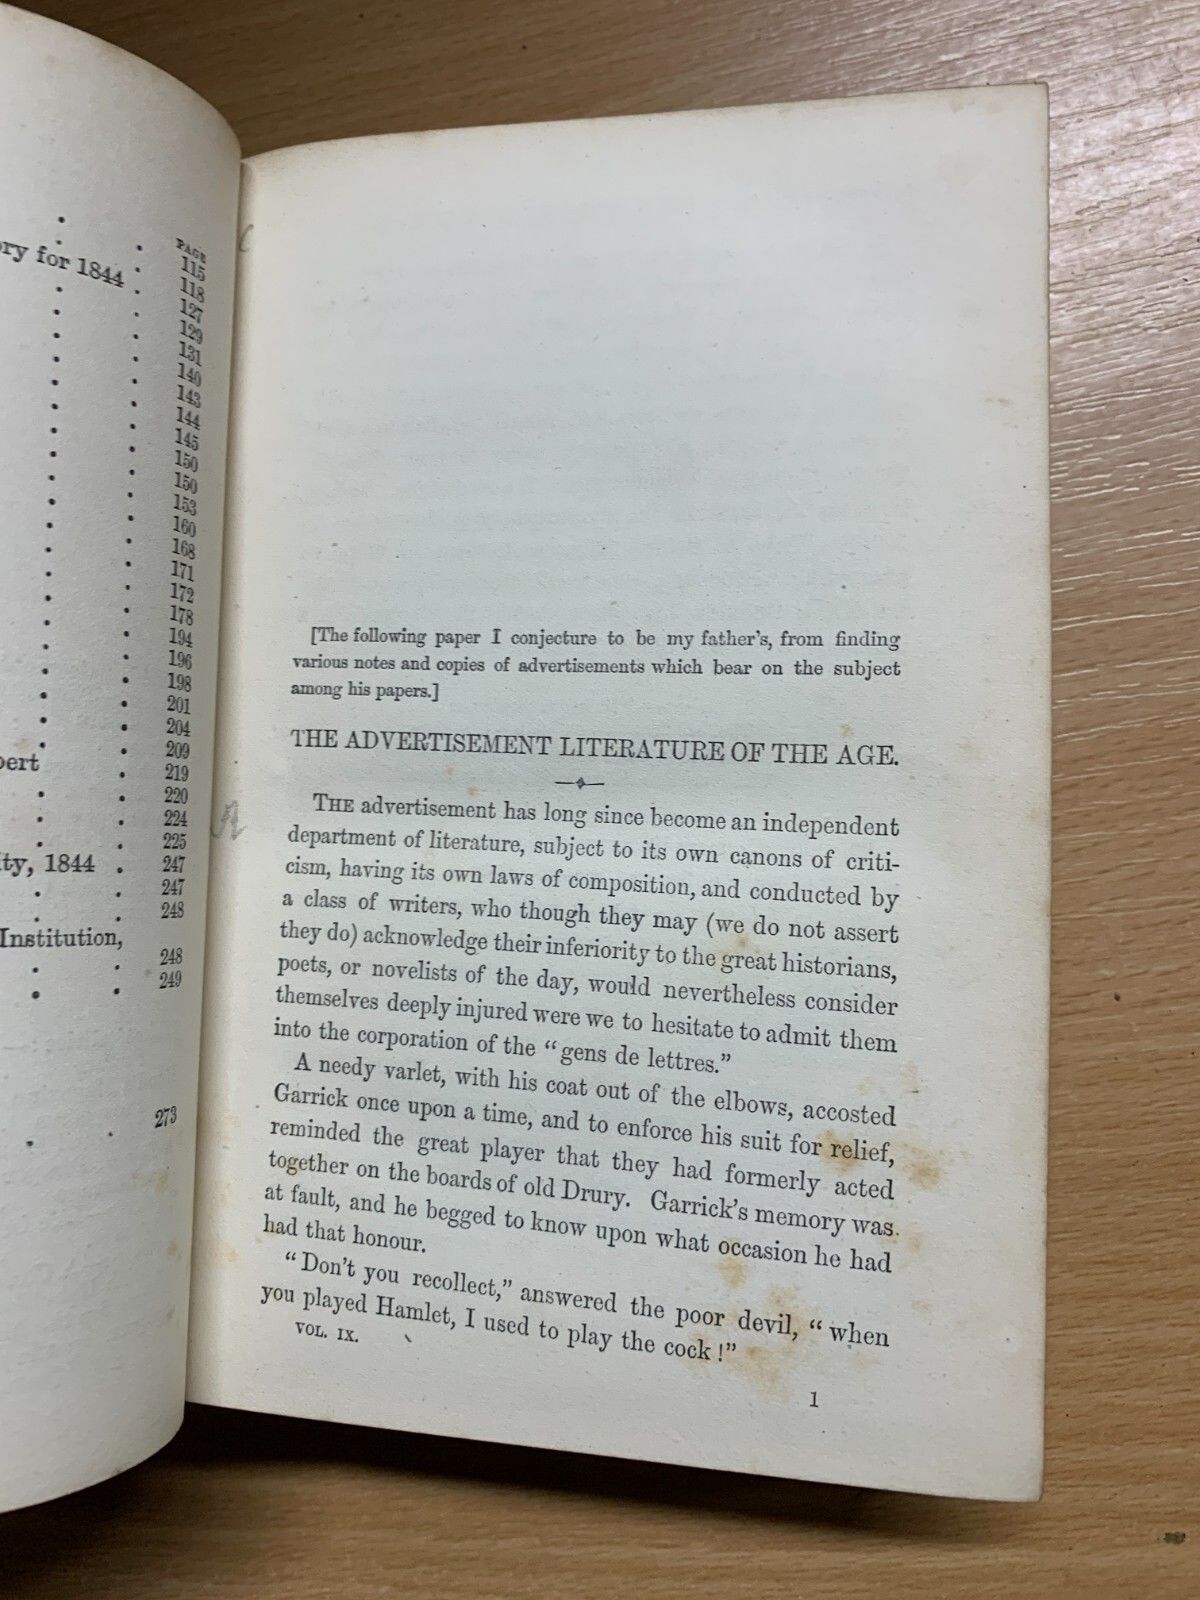 PAGE
115
ory for 1844
118
127
129
131
140
143
144
145
150
150
153
160
168
171
172
178
194
196
198
201
204
209
pert
219
220
224
225
ity, 1844
247
247
248
Institution,
248
249
273
[The following paper I conjecture to be my father's, from finding
various notes and copies of advertisements which bear on the subject
among his papers.]
THE ADVERTISEMENT LITERATURE OF THE AGE.
THE advertisement has long since become an independent
department of literature, subject to its own canons of criti-
cism, having its own laws of composition, and conducted by
a class of writers, who though they may (we do not assert
they do) acknowledge their inferiority to the great historians,
poets, or novelists of the day, would nevertheless consider
themselves deeply injured were we to hesitate to admit them
into the corporation of the “gens de lettres.”
A needy varlet, with his coat out of the elbows, accosted
Garrick once upon a time, and to enforce his suit for relief,
reminded the great player that they had formerly acted
together on the boards of old Drury. Garrick's memory was
at fault, and he begged to know upon what occasion he had
had that honour.
“Don't you recollect,” answered the poor devil, “when
you played Hamlet, I used to play the cock!”
VOL. IX.
1